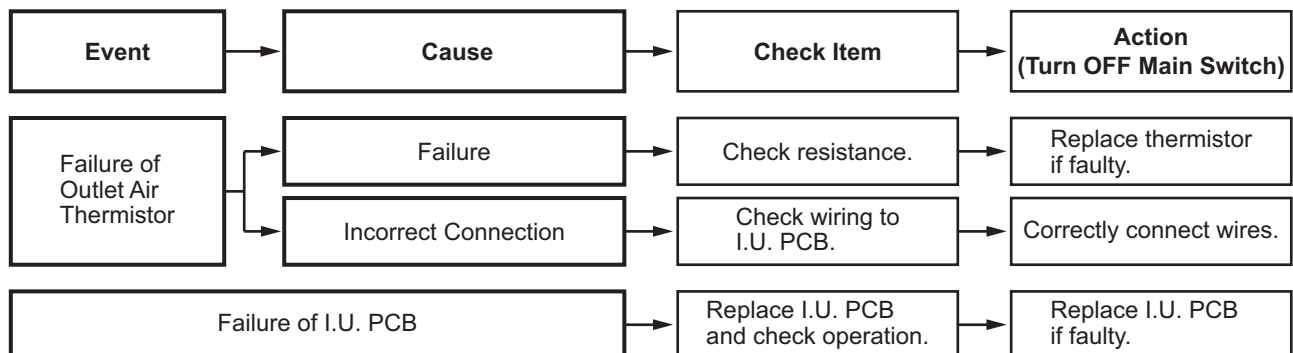 Event
Cause
Check Item
Action
(Turn OFF Main Switch)
Failure of
Outlet Air
Thermistor
Failure
Check resistance.
Replace thermistor
if faulty.
Incorrect Connection
Check wiring to
I.U. PCB.
Correctly connect wires.
Failure of I.U. PCB
Replace I.U. PCB
and check operation.
Replace I.U. PCB
if faulty.